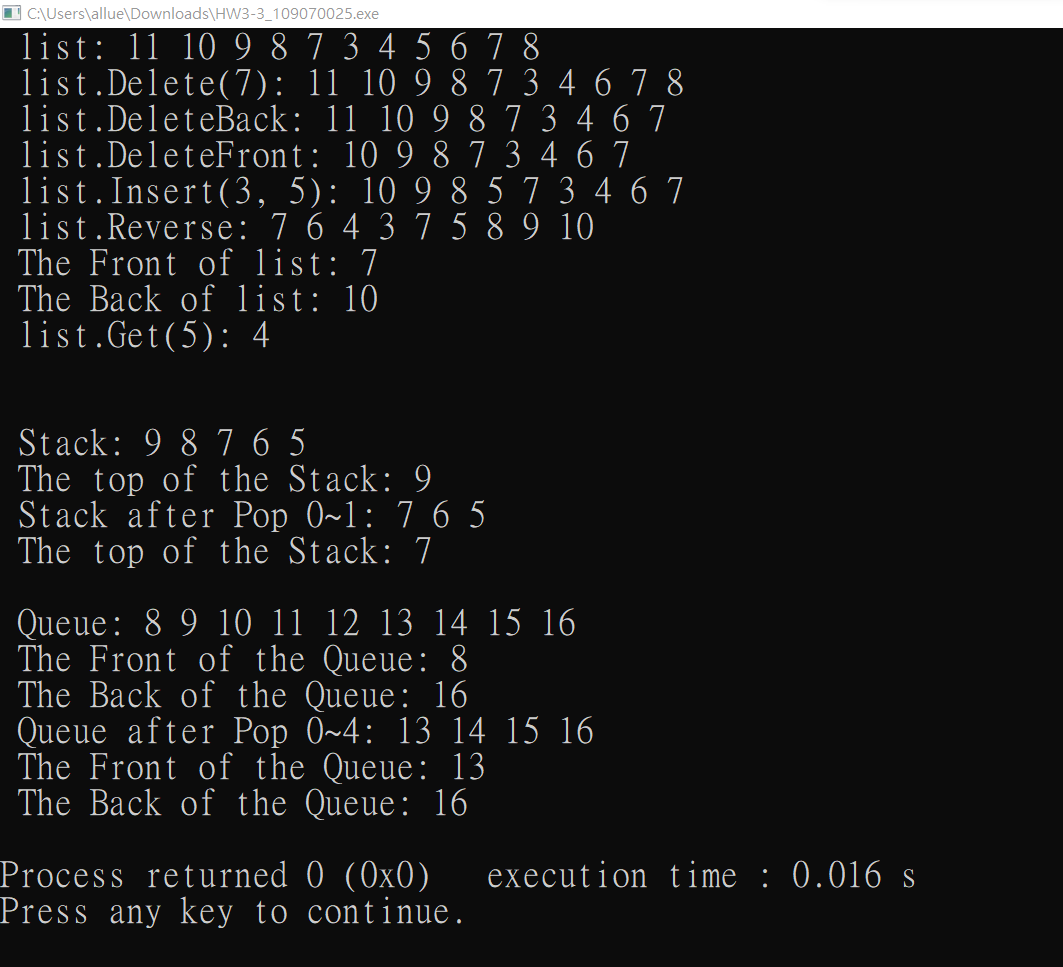 C:\Users\allue\Downloads\HW3-3_109070025.exe
list: 11 10 9 8 7 3 4 5 6 7 8
list.Delete(7): 11 10 9 8 7 3 4 6 7 8
list.DeleteBack: 11 10 9 8 7 3 4 6 7
list.DeleteFront: 10 9 8 7 3 4 6 7
list.Insert(3, 5): 10 9 8 5 7 3 4 6 7
list.Reverse: 7 6 4 3 7 5 8 9 10
The Front of list: 7
The Back of list: 10
list.Get(5): 4
Stack: 9 8 7 6 5
The top of the Stack: 9
Stack after Pop 0~1: 7 6 5
The top of the Stack: 7
Queue: 8 9 10 11 12 13 14 15 16
The Front of the Queue: 8
The Back of the Queue: 16
Queue after Pop 0~4: 13 14 15 16
The Front of the Queue: 13
The Back of the Queue: 16
Process returned 0 (0x0)   execution time : 0.016 s
Press any key to continue.